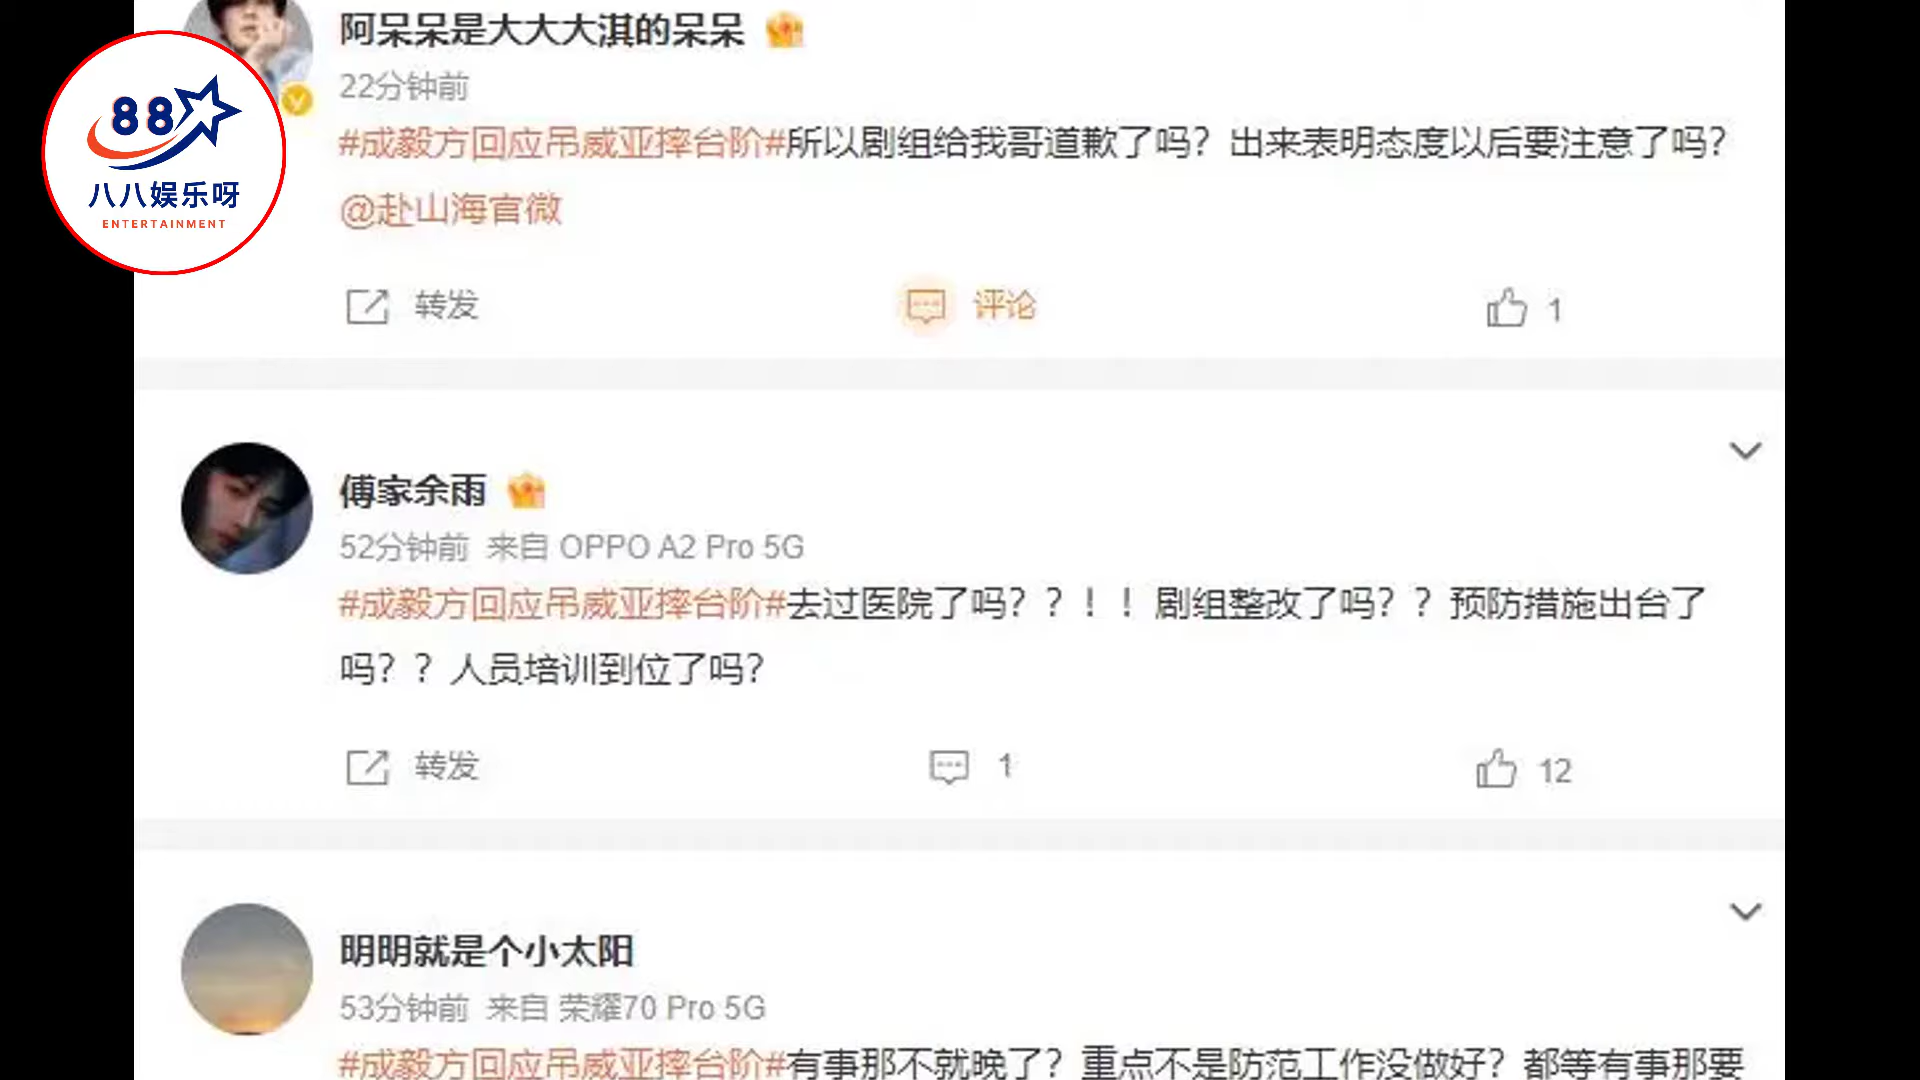 阿呆呆是大大大淇的呆呆
22分钟前
#成毅方回应吊威亚摔台阶#所以剧组给我哥道歉了吗？出来表明态度以后要注意了吗？
@赴山海官微
转发 评论 1
88
八八娱乐呀
ENTERTAINMENT
傅家余雨
52分钟前 来自 OPPO A2 Pro 5G
#成毅方回应吊威亚摔台阶#去过医院了吗？？！！剧组整改了吗？？预防措施出台了
吗？？人员培训到位了吗？
转发 1 12
明明就是个小太阳
53分钟前 来自 荣耀70 Pro 5G
#成毅方回应吊威亚摔台阶#有事那不就晚了？重点不是防范工作没做好？都等有事那要